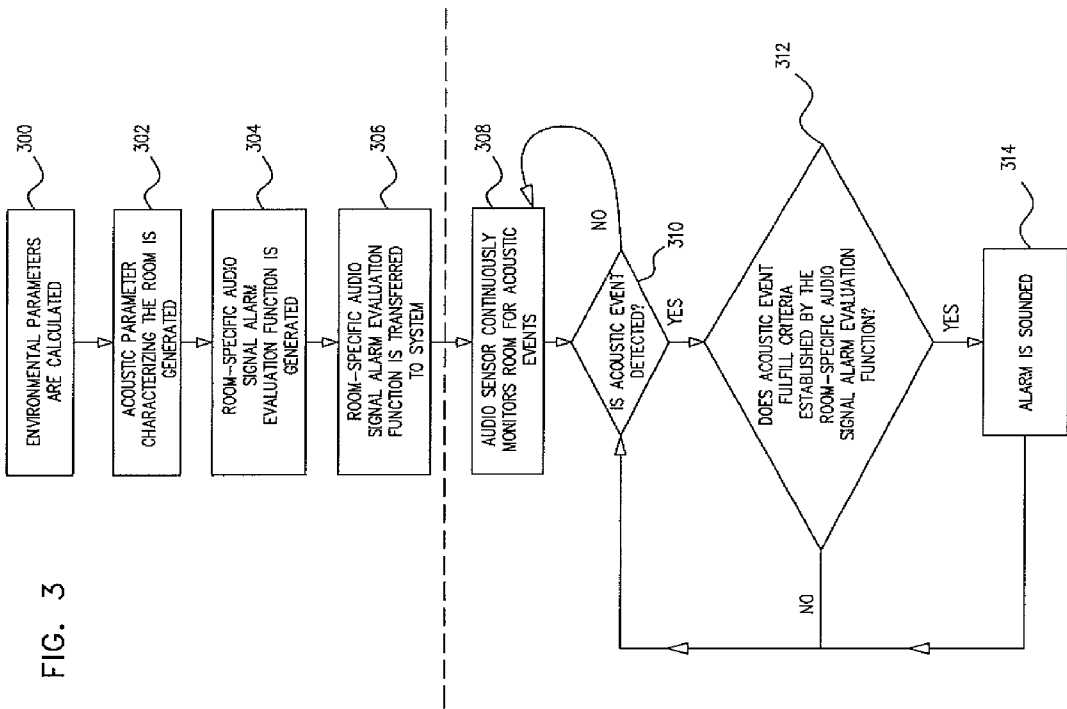 FIG. 3
300
ENVIRONMENTAL PARAMETERS
ARE CALCULATED
302
ACOUSTIC PARAMETER
CHARACTERIZING THE ROOM IS
GENERATED
304
ROOM-SPECIFIC AUDIO
SIGNAL ALARM
EVALUATION FUNCTION IS
GENERATED
306
ROOM-SPECIFIC AUDIO
SIGNAL ALARM EVALUATION
FUNCTION IS TRANSFERRED
TO SYSTEM
308
AUDIO SENSOR CONTINUOUSLY
MONITORS ROOM FOR ACOUSTIC
EVENTS
NO
310
IS ACOUSTIC EVENT
DETECTED?
YES
312
DOES ACOUSTIC EVENT
FULFILL CRITERIA
ESTABLISHED BY THE
ROOM-SPECIFIC AUDIO
SIGNAL ALARM EVALUATION
FUNCTION?
NO
YES
314
ALARM IS SOUNDED